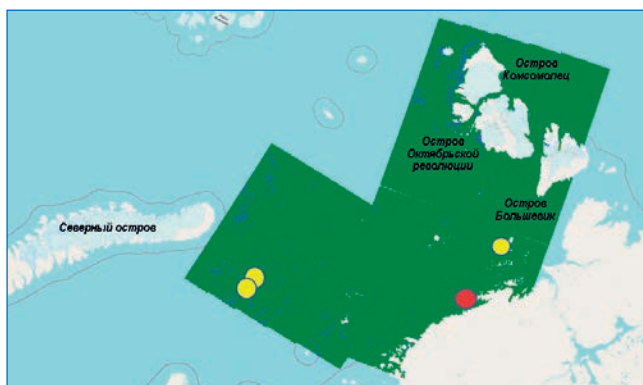 Остров
Комсомолец
Остров
Октябрьской
революции
Остров
Большевик
Северный остров